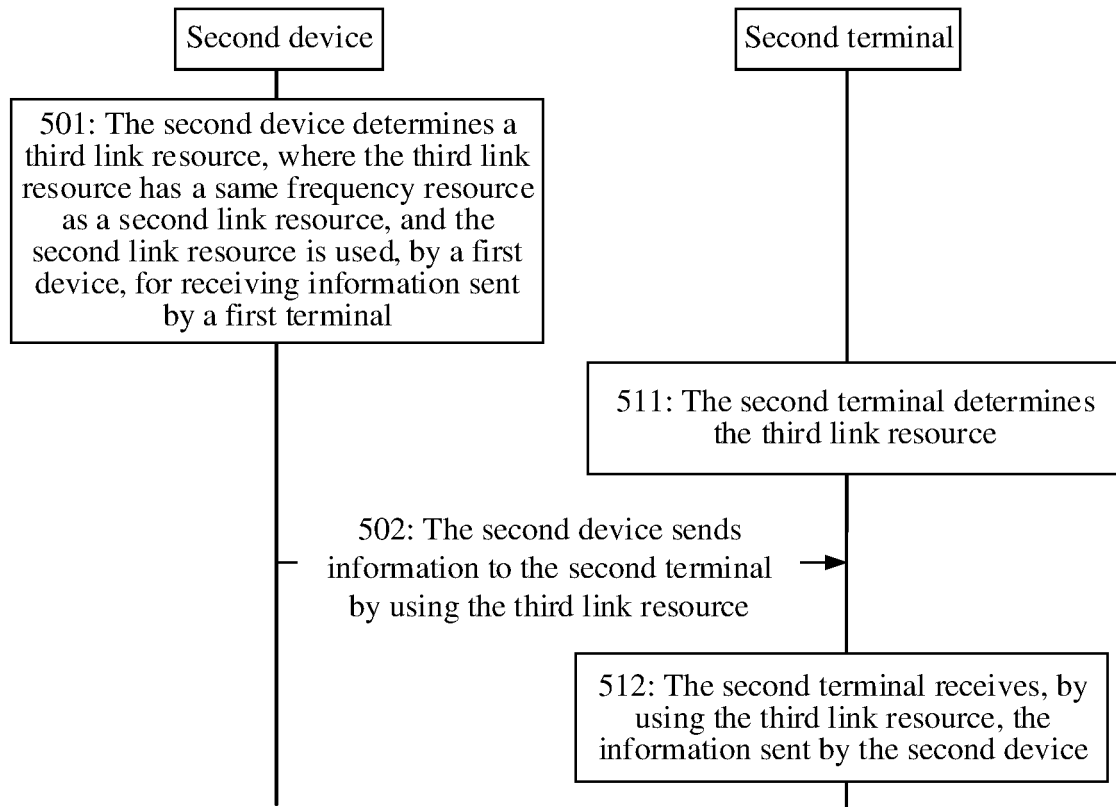 Second device
Second terminal
501: The second device determines a
third link resource, where the third link
resource has a same frequency resource
as a second link resource, and the
second link resource is used, by a first
device, for receiving information sent
by a first terminal
511: The second terminal determines
the third link resource
502: The second device sends
information to the second terminal
by using the third link resource
512: The second terminal receives, by
using the third link resource, the
information sent by the second device